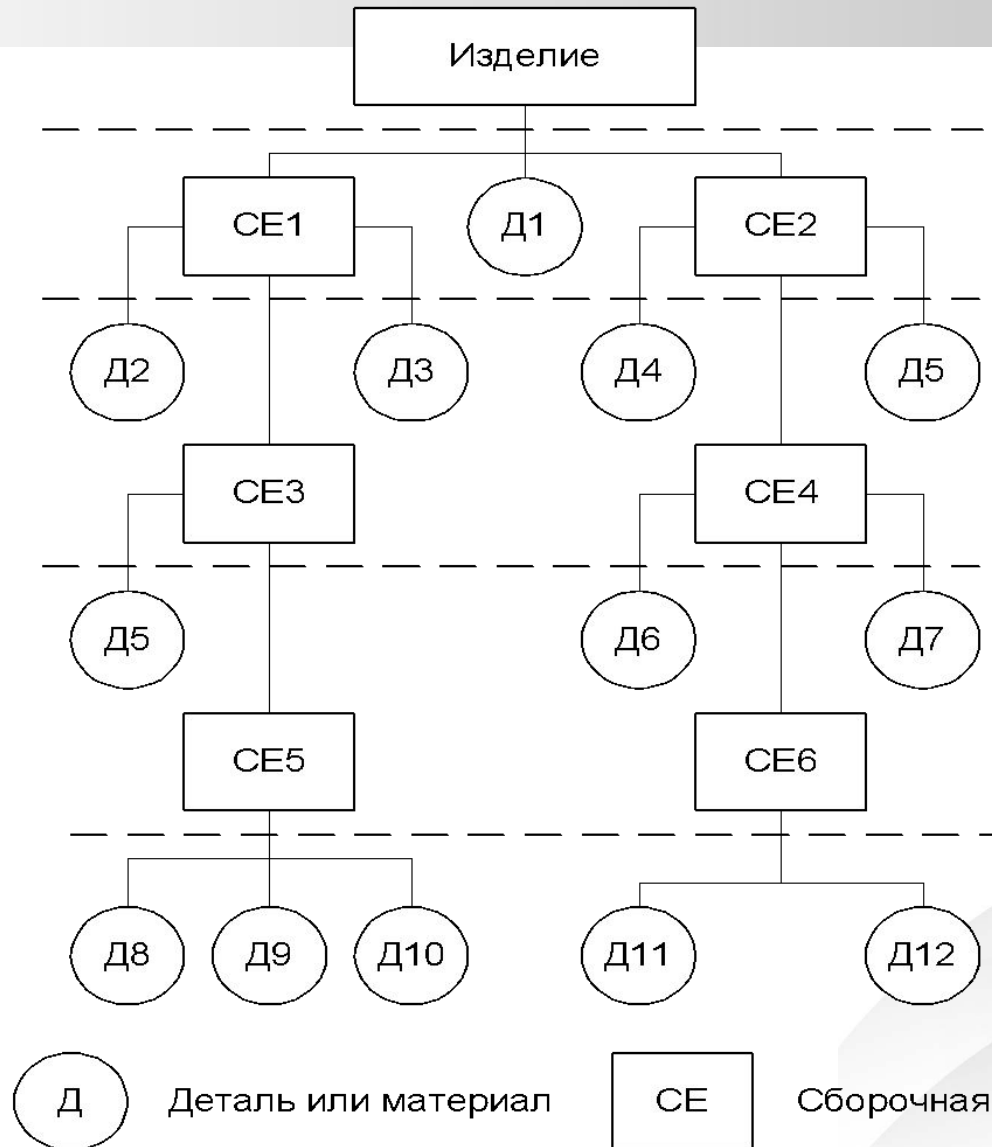 Изделие
СЕ1 Д1 СЕ2
Д2 Д3 Д4 Д5
СЕ3 СЕ4
Д5 Д6 Д7
СЕ5 СЕ6
Д8 Д9 Д10 Д11 Д12
Д Деталь или материал СЕ Сборочная